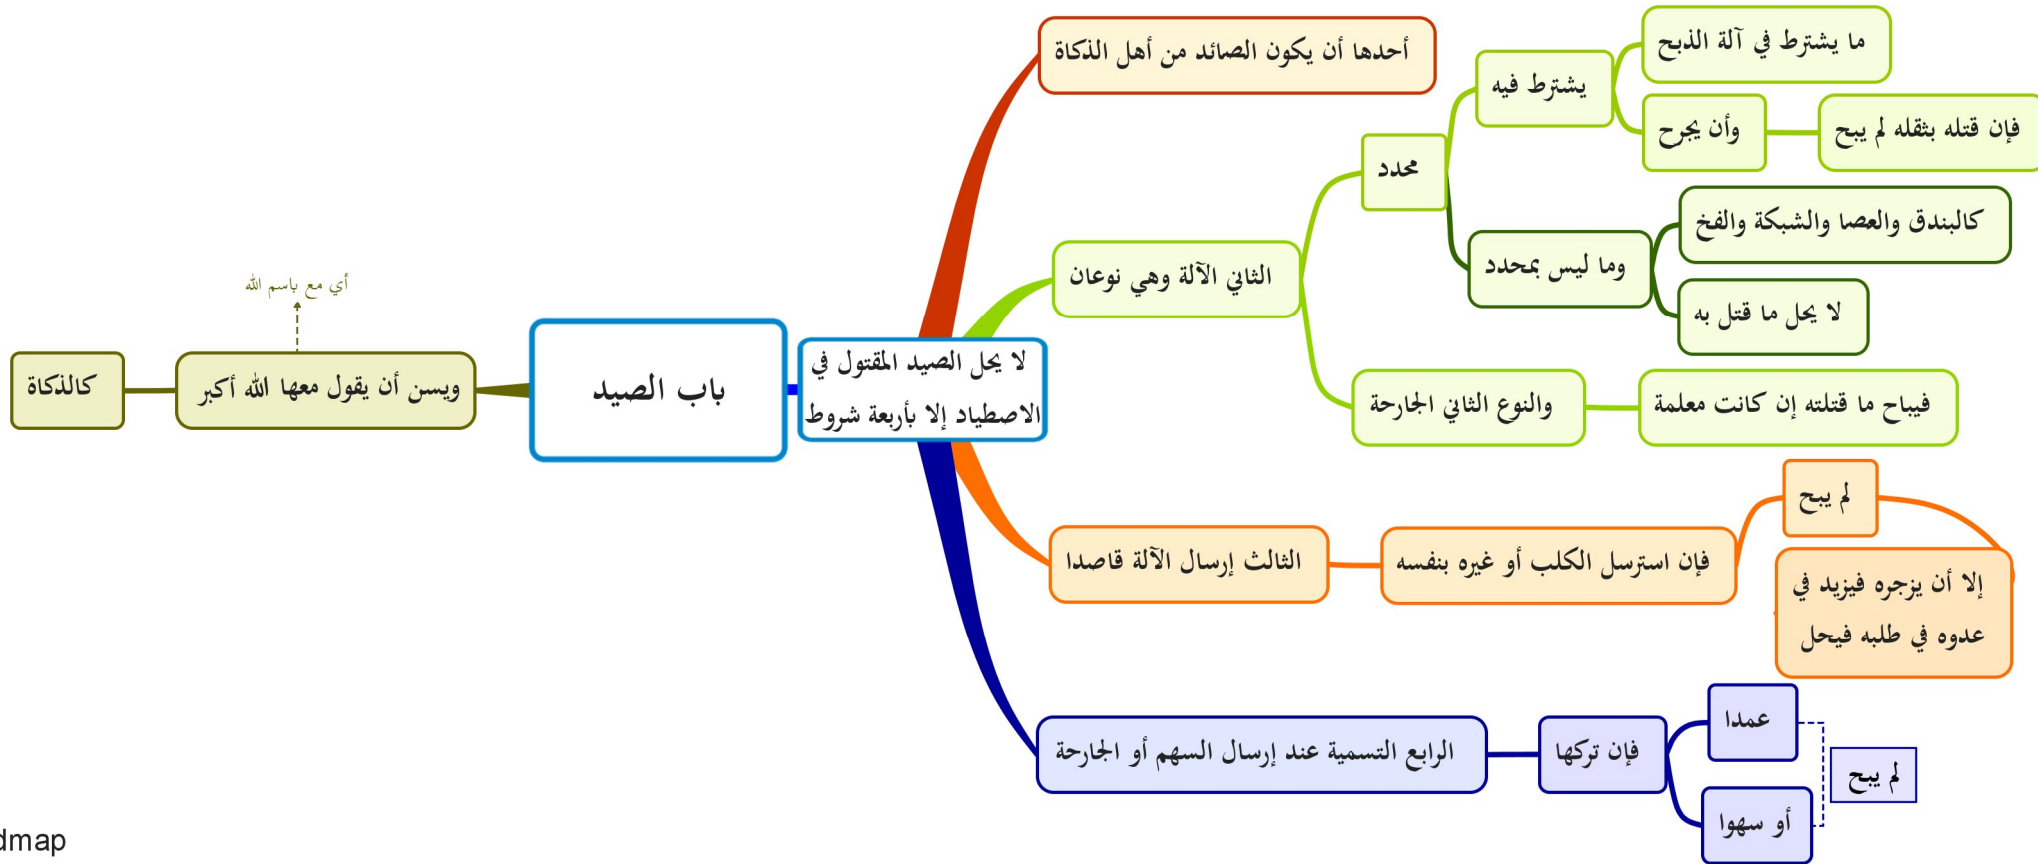 باب الصيد
لا يحل الصيد المقتول في
الاصطياد إلا بأربعة شروط
أحدها أن يكون الصائد من أهل الذكاة
الثاني الآلة وهي نوعان
محدد
يشترط فيه
ما يشترط في آلة الذبح
وأن يجرح
فإن قتله بثقله لم يبح
وما ليس بمحدد
كالبندق والعصا والشبكة والفخ
لا يحل ما قتل به
والنوع الثاني الجارحة
فيباح ما قتلته إن كانت معلمة
الثالث إرسال الآلة قاصدا
فإن استرسل الكلب أو غيره بنفسه
لم يبح
إلا أن يزجره فيزيد في
عدوه في طلبه فيحل
الرابع التسمية عند إرسال السهم أو الجارحة
فإن تركها
عمدا
أو سهوا
لم يبح
ويسن أن يقول معها الله أكبر
أي مع باسم الله
كالذكاة
dmap